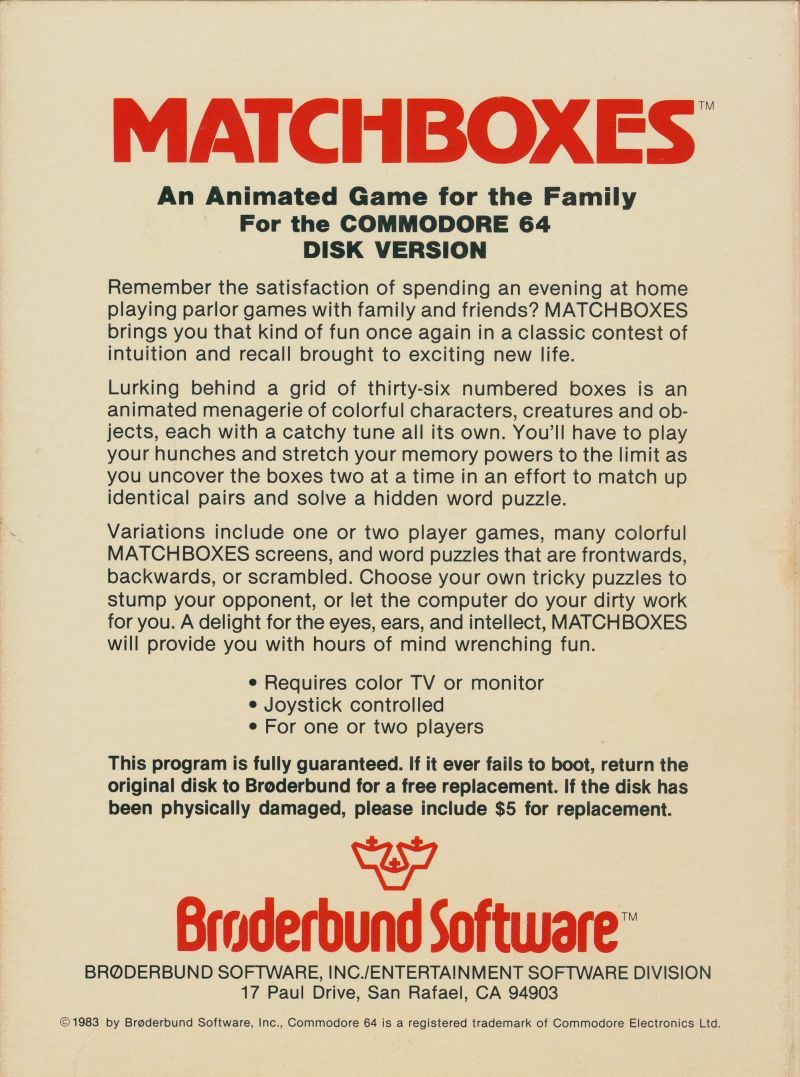 MATCHBOXES™
An Animated Game for the Family
For the COMMODORE 64
DISK VERSION
Remember the satisfaction of spending an evening at home
playing parlor games with family and friends? MATCHBOXES
brings you that kind of fun once again in a classic contest of
intuition and recall brought to exciting new life.
Lurking behind a grid of thirty-six numbered boxes is an
animated menagerie of colorful characters, creatures and ob-
jects, each with a catchy tune all its own. You'll have to play
your hunches and stretch your memory powers to the limit as
you uncover the boxes two at a time in an effort to match up
identical pairs and solve a hidden word puzzle.
Variations include one or two player games, many colorful
MATCHBOXES screens, and word puzzles that are frontwards,
backwards, or scrambled. Choose your own tricky puzzles to
stump your opponent, or let the computer do your dirty work
for you. A delight for the eyes, ears, and intellect, MATCHBOXES
will provide you with hours of mind wrenching fun.
• Requires color TV or monitor
• Joystick controlled
• For one or two players
This program is fully guaranteed. If it ever fails to boot, return the
original disk to Brøderbund for a free replacement. If the disk has
been physically damaged, please include $5 for replacement.
Brøderbund Software™
BRØDERBUND SOFTWARE, INC./ENTERTAINMENT SOFTWARE DIVISION
17 Paul Drive, San Rafael, CA 94903
©1983 by Brøderbund Software, Inc., Commodore 64 is a registered trademark of Commodore Electronics Ltd.